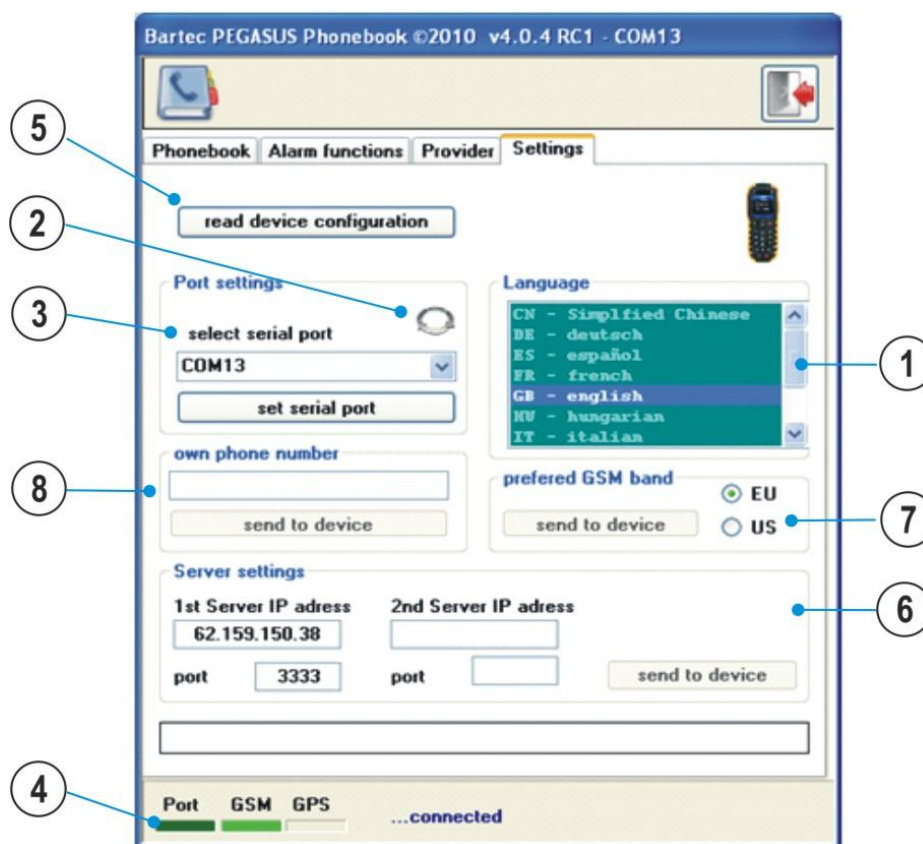 Bartec PEGASUS Phonebook ©2010 v4.0.4 RC1 - COM13
Phonebook Alarm functions Provider Settings
5
read device configuration
2
Port settings
3
select serial port
COM13
set serial port
Language
CN - Simplfied Chinese
DE - deutsch
ES - español
FR - french
GB - english
HU - hungarian
IT - italian
1
own phone number
8
send to device
prefered GSM band
EU
send to device
US
7
Server settings
6
1st Server IP adress 2nd Server IP adress
62.159.150.38
port 3333 port
send to device
4
Port GSM GPS
...connected